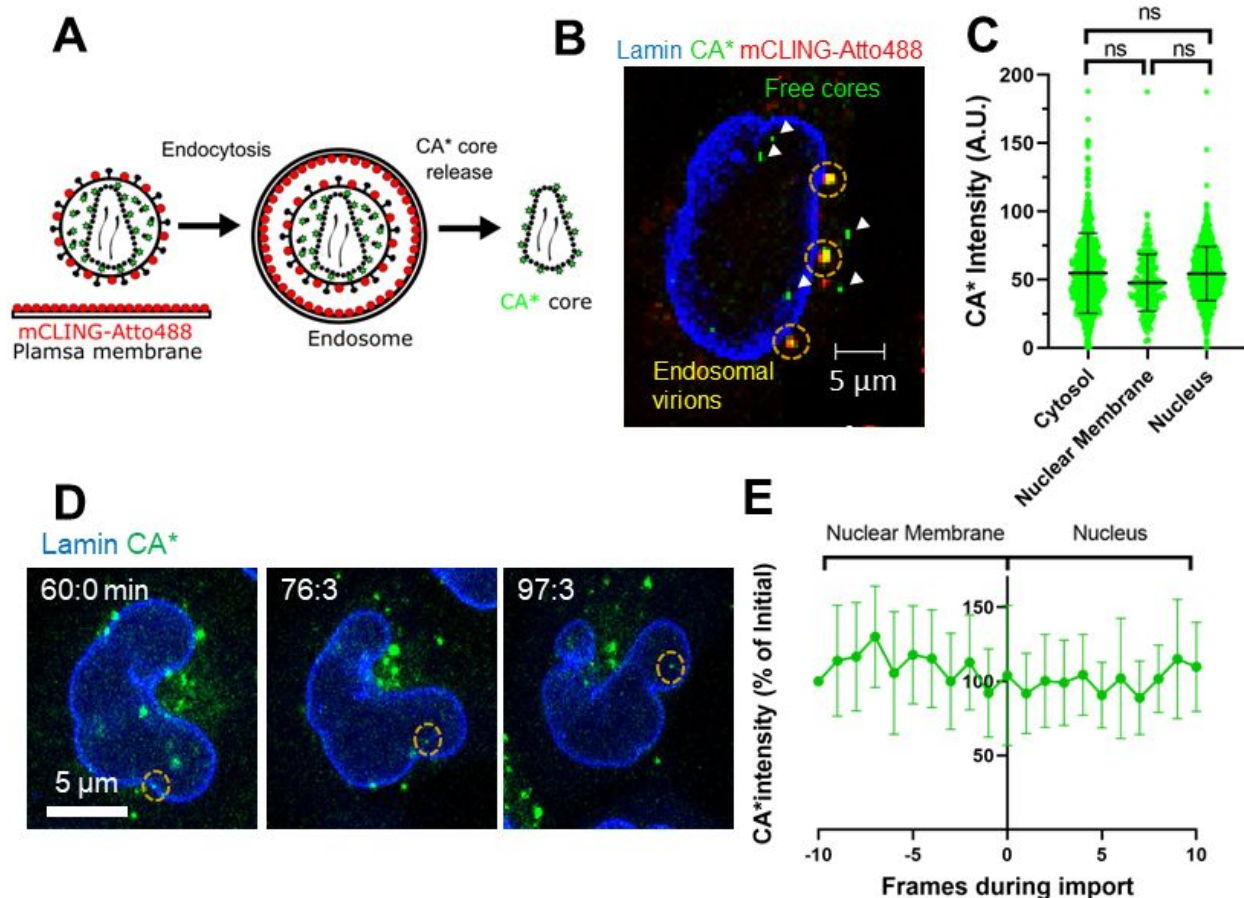 A
Endocytosis
CA* core
release
mCLING-Atto488
Plamsa membrane
Endosome
CA* core
B
Lamin CA* mCLING-Atto488
Free cores
Endosomal
virions
5 µm
C
ns
ns
ns
CA* Intensity (A.U.)
200
150
100
50
0
Cytosol
Nuclear Membrane
Nucleus
D
Lamin CA*
60:0 min
5 µm
76:3
97:3
E
Nuclear Membrane
Nucleus
CA*intensity (% of Initial)
150
100
50
-10
-5
0
5
10
Frames during import